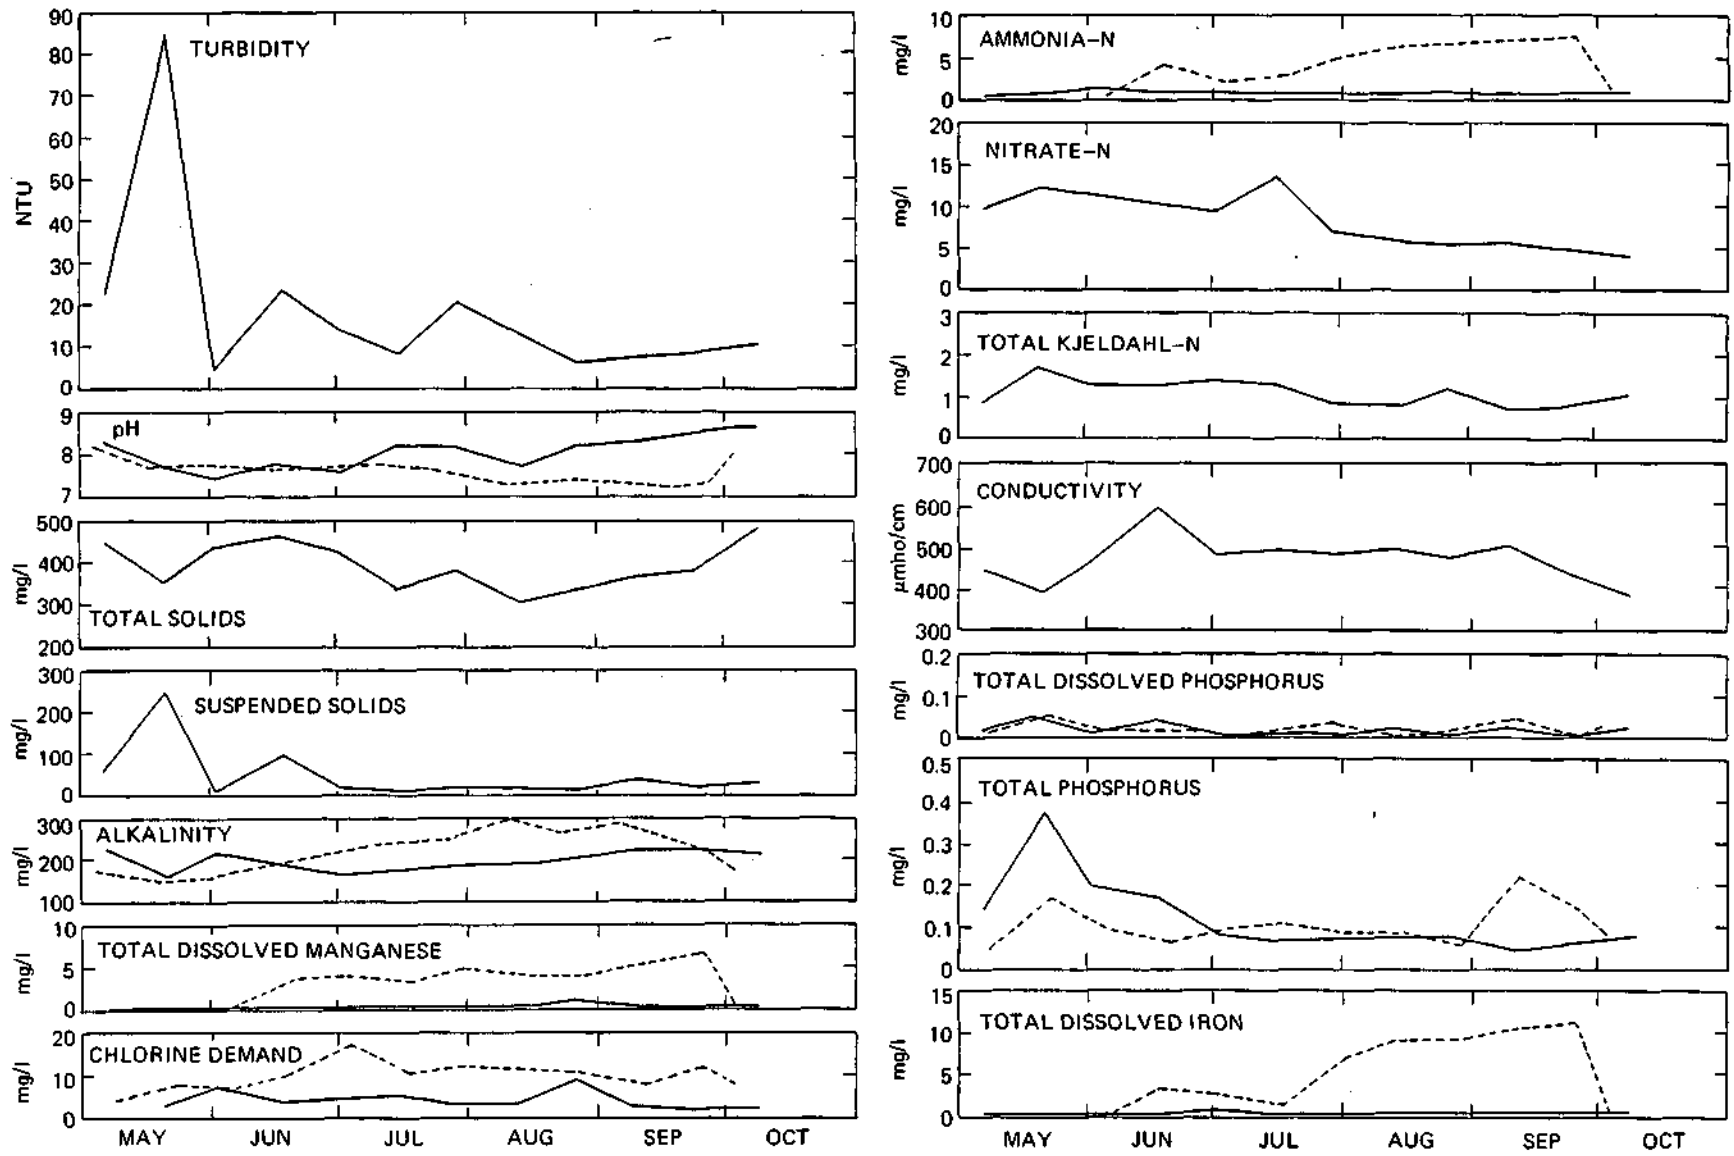 90
80
70
60
50
40
30
20
10
0
NTU
TURBIDITY
9
8
7
pH
500
400
300
200
mg/l
TOTAL SOLIDS
300
200
100
0
mg/l
SUSPENDED SOLIDS
300
200
100
mg/l
ALKALINITY
10
5
0
mg/l
TOTAL DISSOLVED MANGANESE
20
10
0
mg/l
CHLORINE DEMAND
MAY JUN JUL AUG SEP OCT
10
5
0
mg/l
AMMONIA–N
20
15
10
5
0
mg/l
NITRATE–N
3
2
1
0
mg/l
TOTAL KJELDAHL–N
700
600
500
400
300
µmho/cm
CONDUCTIVITY
0.2
0.1
0
mg/l
TOTAL DISSOLVED PHOSPHORUS
0.5
0.4
0.3
0.2
0.1
0
mg/l
TOTAL PHOSPHORUS
15
10
5
0
mg/l
TOTAL DISSOLVED IRON
MAY JUN JUL AUG SEP OCT